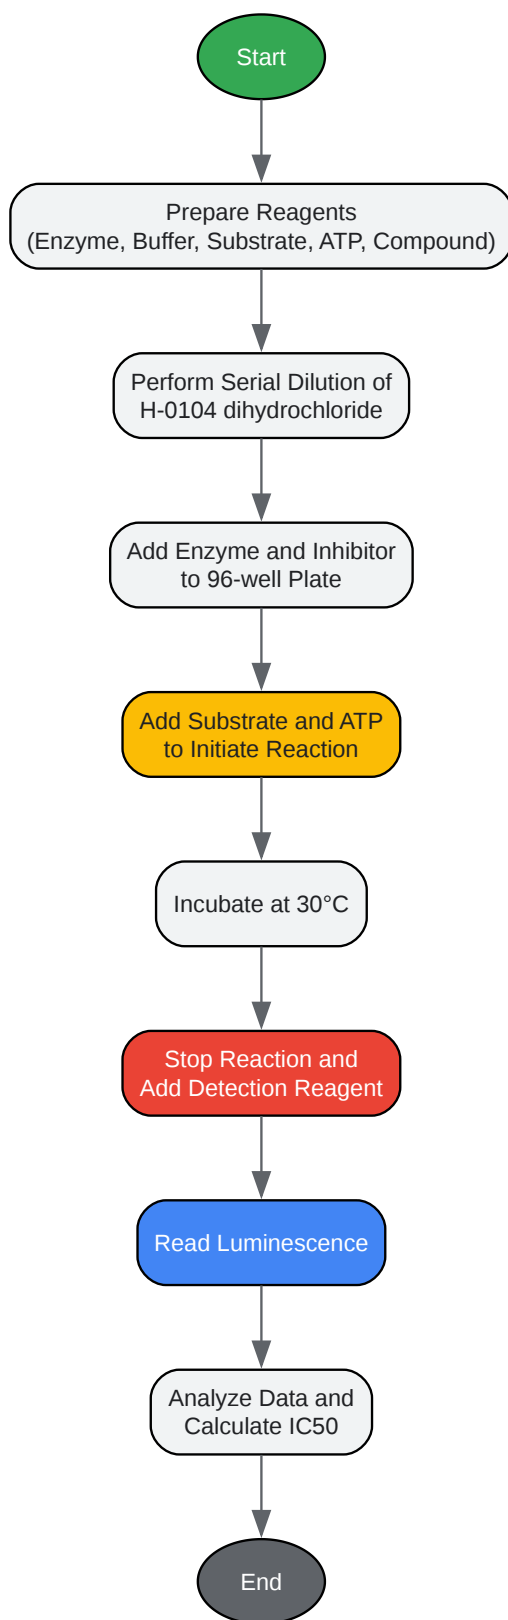 Start
Prepare Reagents
(Enzyme, Buffer, Substrate, ATP, Compound)
Perform Serial Dilution of
H-0104 dihydrochloride
Add Enzyme and Inhibitor
to 96-well Plate
Add Substrate and ATP
to Initiate Reaction
Incubate at 30°C
Stop Reaction and
Add Detection Reagent
Read Luminescence
Analyze Data and
Calculate IC50
End